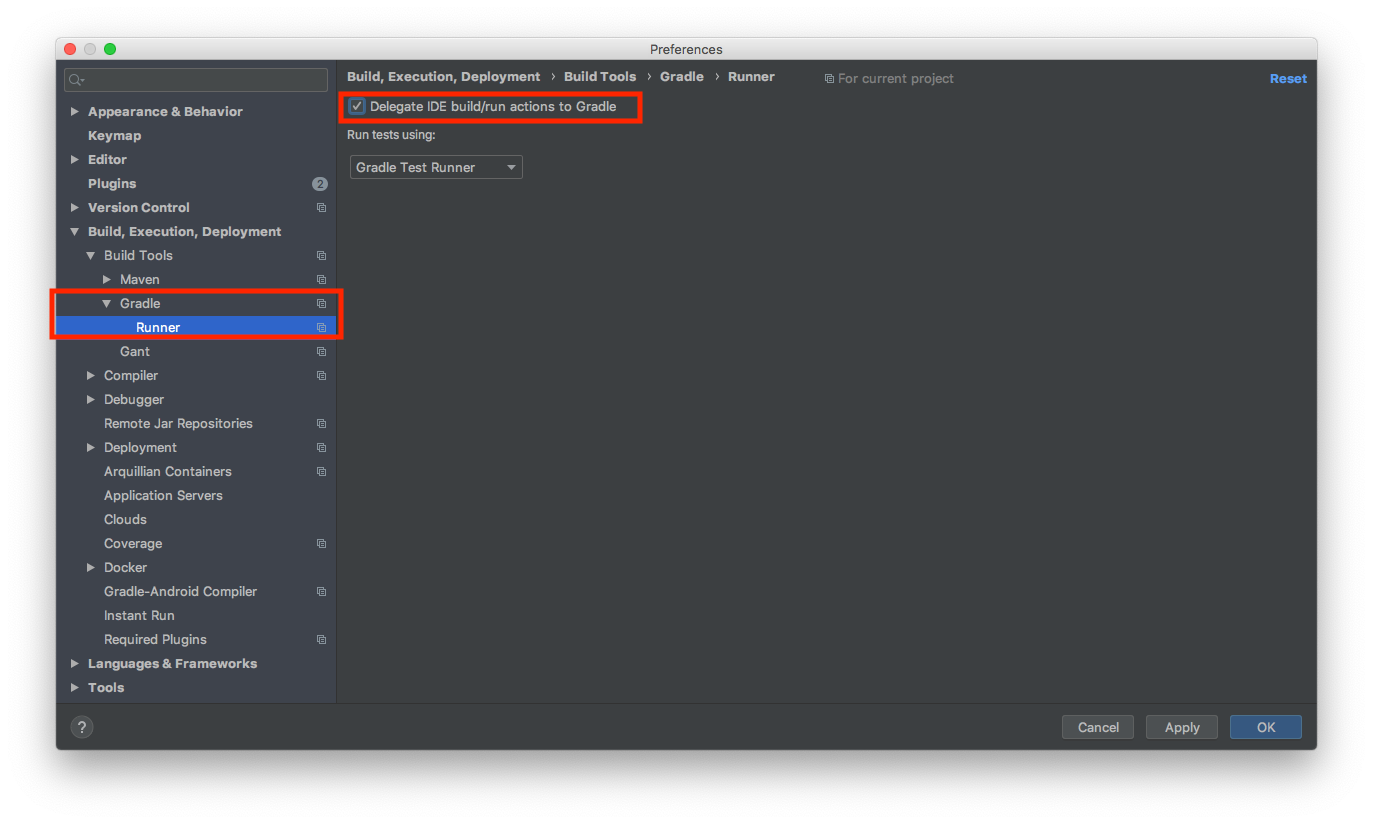 Preferences
Build, Execution, Deployment › Build Tools › Gradle › Runner
For current project
Reset
Appearance & Behavior
Keymap
Editor
Plugins
2
Version Control
Build, Execution, Deployment
Build Tools
Maven
Gradle
Runner
Gant
Compiler
Debugger
Remote Jar Repositories
Deployment
Arquillian Containers
Application Servers
Clouds
Coverage
Docker
Gradle-Android Compiler
Instant Run
Required Plugins
Languages & Frameworks
Tools
Delegate IDE build/run actions to Gradle
Run tests using:
Gradle Test Runner
?
Cancel
Apply
OK